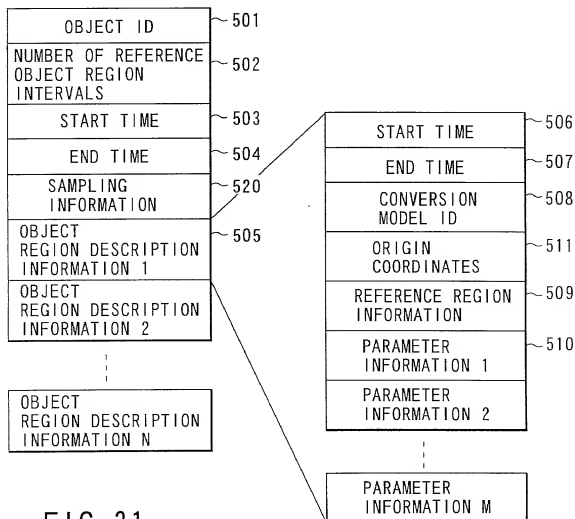 OBJECT ID
501
NUMBER OF REFERENCE
OBJECT REGION
INTERVALS
502
START TIME
503
END TIME
504
SAMPLING
INFORMATION
520
OBJECT
REGION DESCRIPTION
INFORMATION 1
505
OBJECT
REGION DESCRIPTION
INFORMATION 2
OBJECT
REGION DESCRIPTION
INFORMATION N
START TIME
506
END TIME
507
CONVERSION
MODEL ID
508
ORIGIN
COORDINATES
511
REFERENCE REGION
INFORMATION
509
PARAMETER
INFORMATION 1
510
PARAMETER
INFORMATION 2
PARAMETER
INFORMATION M